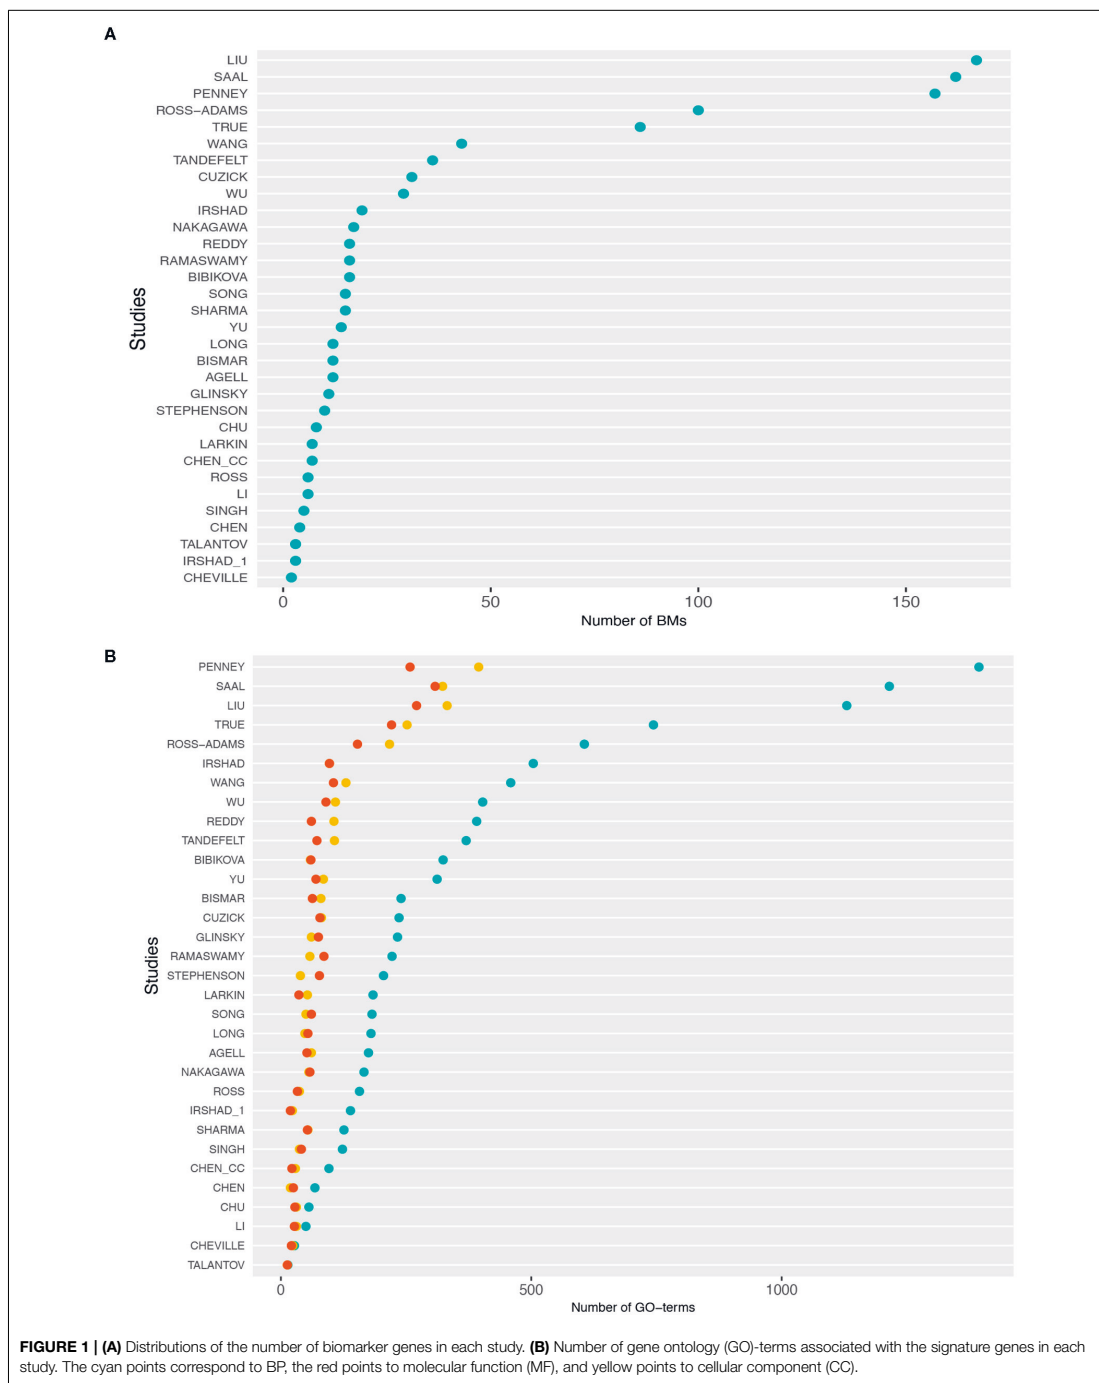 A
LIU
SAAL
PENNEY
ROSS−ADAMS
TRUE
WANG
TANDEFELT
CUZICK
WU
IRSHAD
NAKAGAWA
REDDY
RAMASWAMY
BIBIKOVA
SONG
SHARMA
YU
LONG
BISMAR
AGELL
GLINSKY
STEPHENSON
CHU
LARKIN
CHEN_CC
ROSS
LI
SINGH
CHEN
TALANTOV
IRSHAD_1
CHEVILLE
Studies
0 50 100 150
Number of BMs
B
PENNEY
SAAL
LIU
TRUE
ROSS−ADAMS
IRSHAD
WANG
WU
REDDY
TANDEFELT
BIBIKOVA
YU
BISMAR
CUZICK
GLINSKY
RAMASWAMY
STEPHENSON
LARKIN
SONG
LONG
AGELL
NAKAGAWA
ROSS
IRSHAD_1
SHARMA
SINGH
CHEN_CC
CHEN
CHU
LI
CHEVILLE
TALANTOV
Studies
0 500 1000
Number of GO−terms
FIGURE 1 | (A) Distributions of the number of biomarker genes in each study. (B) Number of gene ontology (GO)-terms associated with the signature genes in each
study. The cyan points correspond to BP, the red points to molecular function (MF), and yellow points to cellular component (CC).